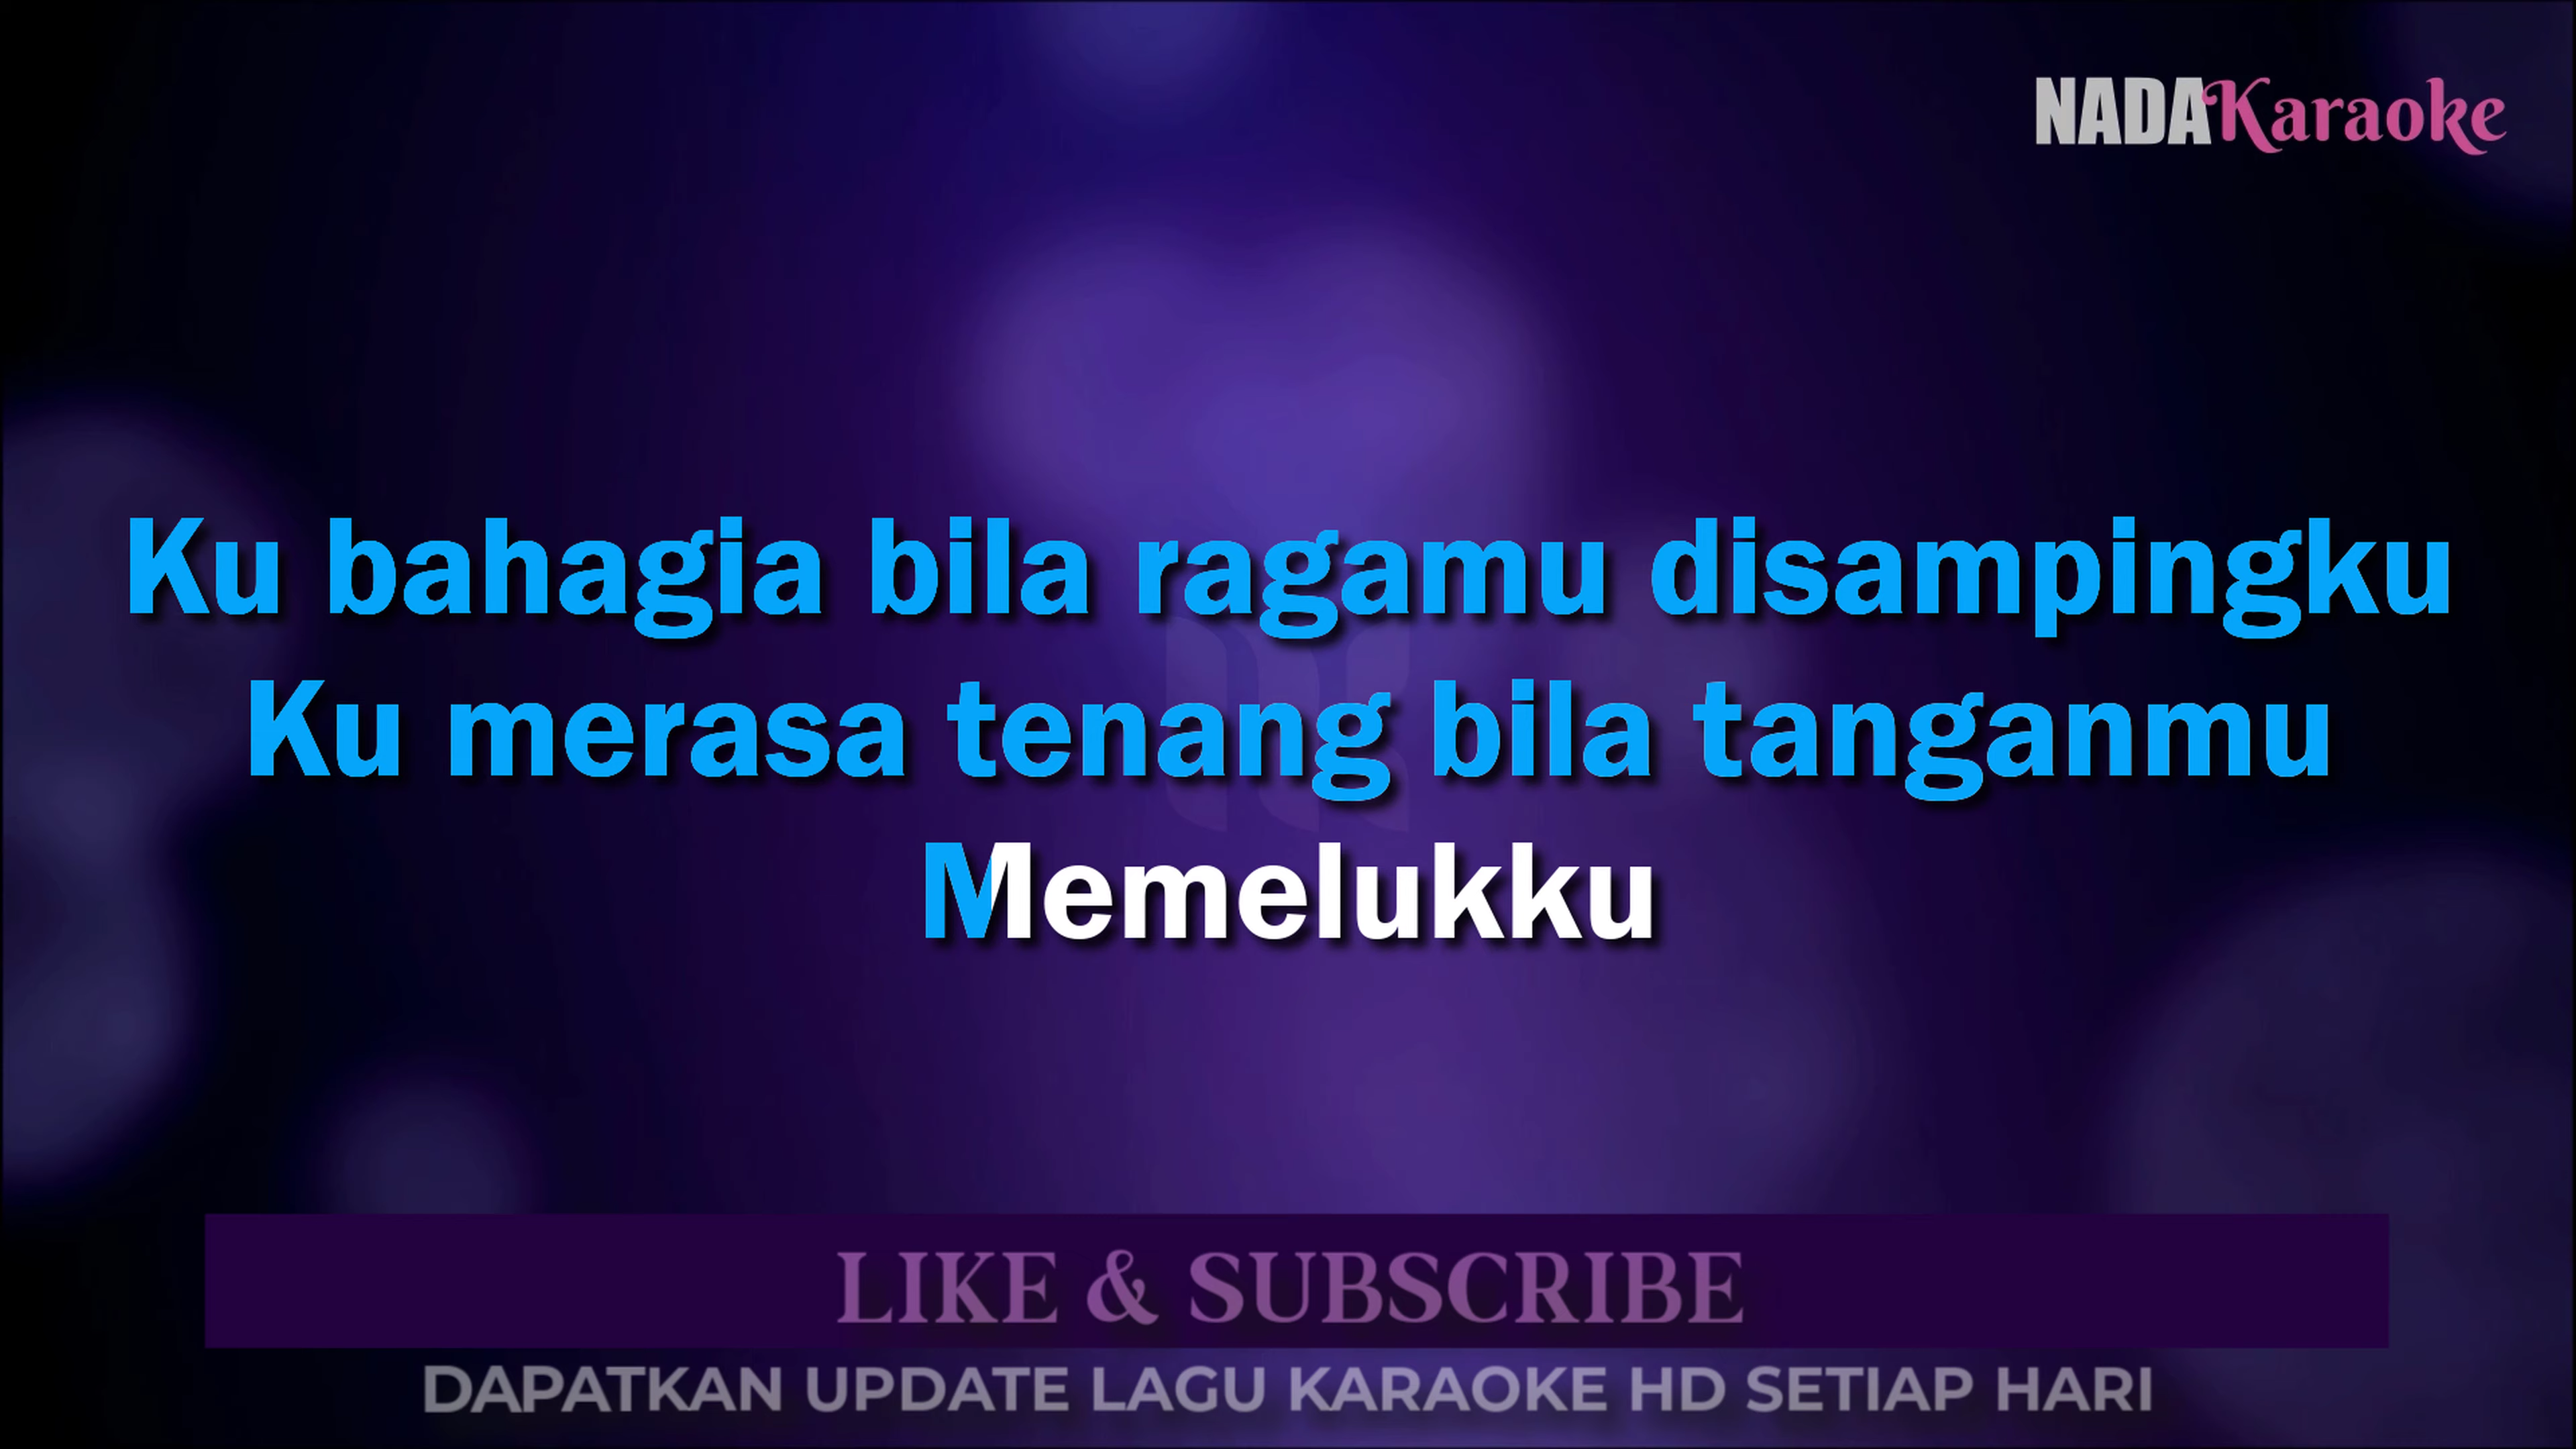 NADAKaraoke
Ku bahagia bila ragamu disampingku
Ku merasa tenang bila tanganmu
Memelukku
LIKE & SUBSCRIBE
DAPATKAN UPDATE LAGU KARAOKE HD SETIAP HARI